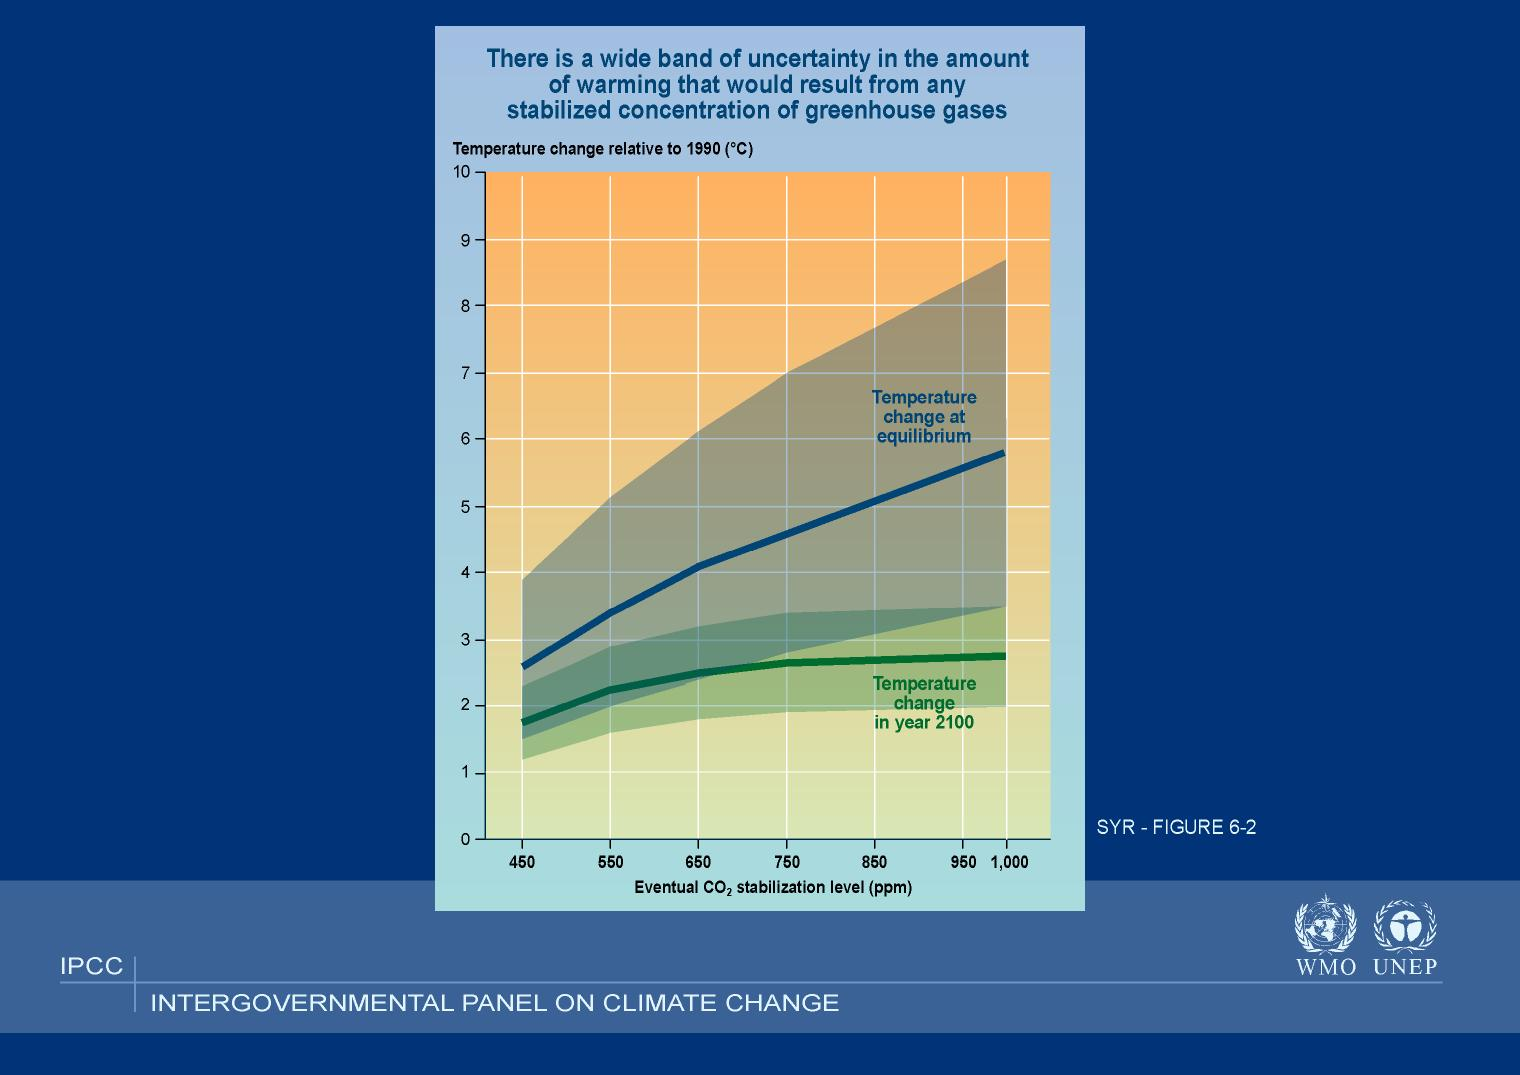 There is a wide band of uncertainty in the amount
of warming that would result from any
stabilized concentration of greenhouse gases
Temperature change relative to 1990 (°C)
10
9
8
7
6
5
4
3
2
1
0
Temperature
change at
equilibrium
Temperature
change
in year 2100
450 550 650 750 850 950 1,000
Eventual CO₂ stabilization level (ppm)
SYR - FIGURE 6-2
WMO UNEP
IPCC
INTERGOVERNMENTAL PANEL ON CLIMATE CHANGE